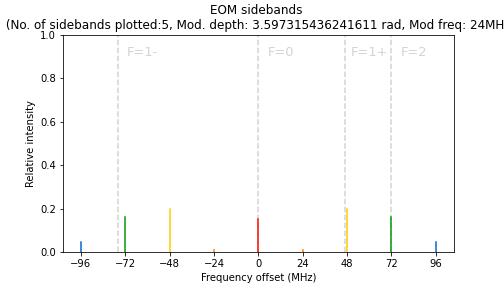 EOM sidebands
(No. of sidebands plotted:5, Mod. depth: 3.597315436241611 rad, Mod freq: 24MH
F=1-
F=0
F=1+
F=2
1.0
0.8
0.6
0.4
0.2
0.0
Relative intensity
−96
−72
−48
−24
0
24
48
72
96
Frequency offset (MHz)